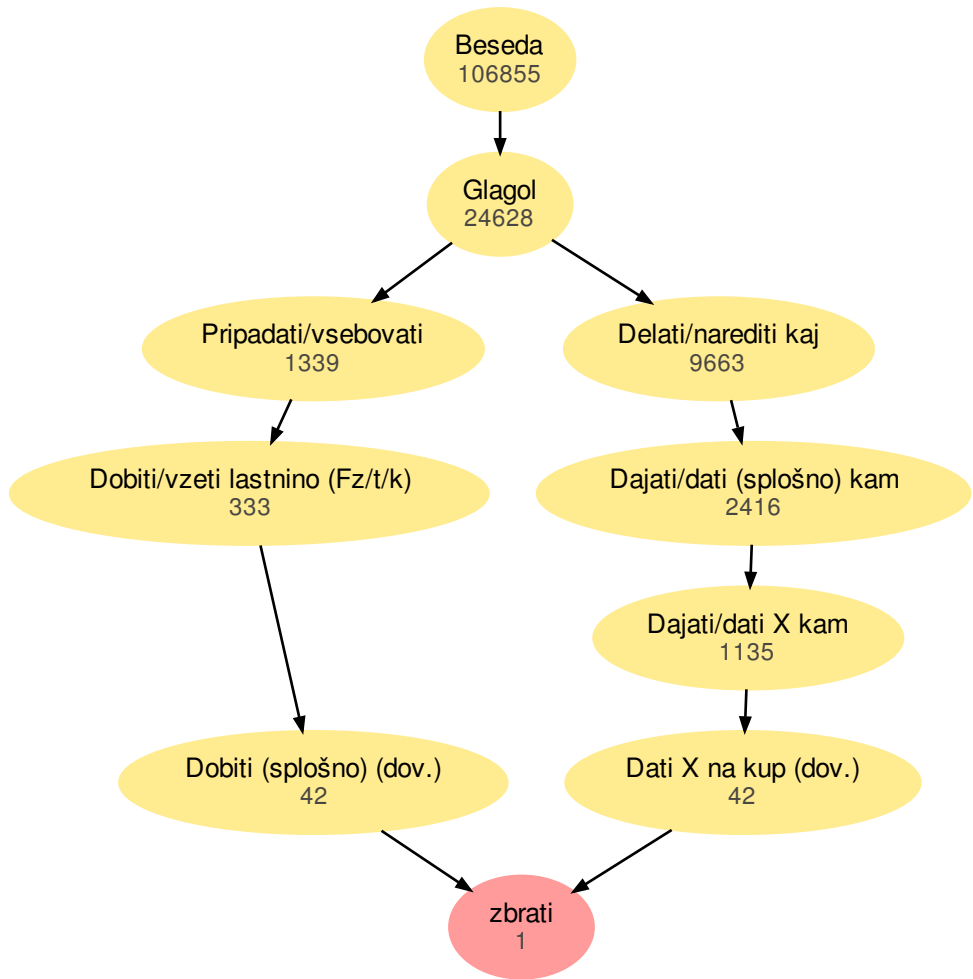 Beseda
106855
Glagol
24628
Pripadati/vsebovati
1339
Delati/narediti kaj
9663
Dobiti/vzeti lastnino (Fz/t/k)
333
Dajati/dati (splošno) kam
2416
Dajati/dati X kam
1135
Dobiti (splošno) (dov.)
42
Dati X na kup (dov.)
42
zbrati
1